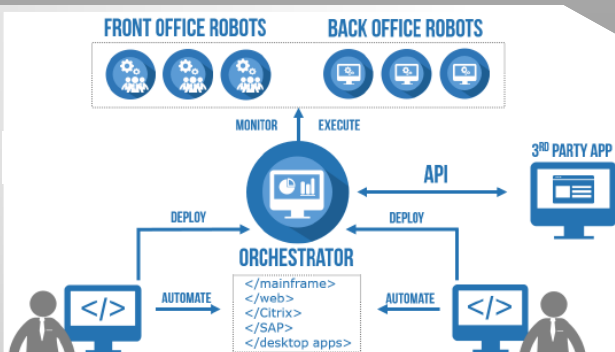 FRONT OFFICE ROBOTS
BACK OFFICE ROBOTS
MONITOR
EXECUTE
3RD PARTY APP
API
DEPLOY
DEPLOY
ORCHESTRATOR
AUTOMATE
AUTOMATE
</mainframe>
</web>
</Citrix>
</SAP>
</desktop apps>
</>
</>